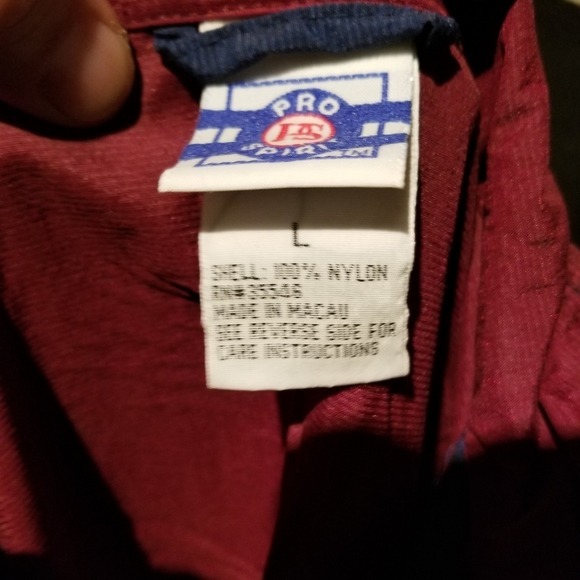 PRO
PS
SPIRIT
L
SHELL: 100% NYLON
RN#35546
MADE IN MACAU
SEE REVERSE SIDE FOR
CARE INSTRUCTIONS